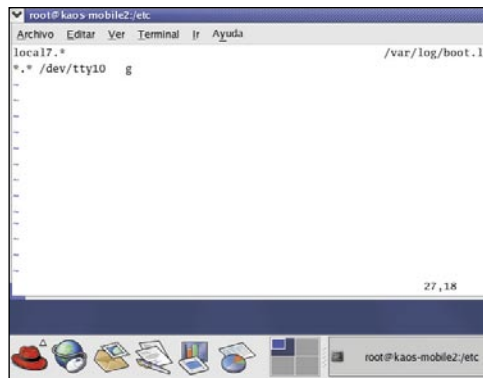 root@kaos-mobile2:/etc
Archivo Editar Ver Terminal Ir Ayuda
local7.* /var/log/boot.l
*.* /dev/tty10 g
~
~
~
~
~
~
~
~
~
~
~
~
~
27,18
root@kaos-mobile2:/etc